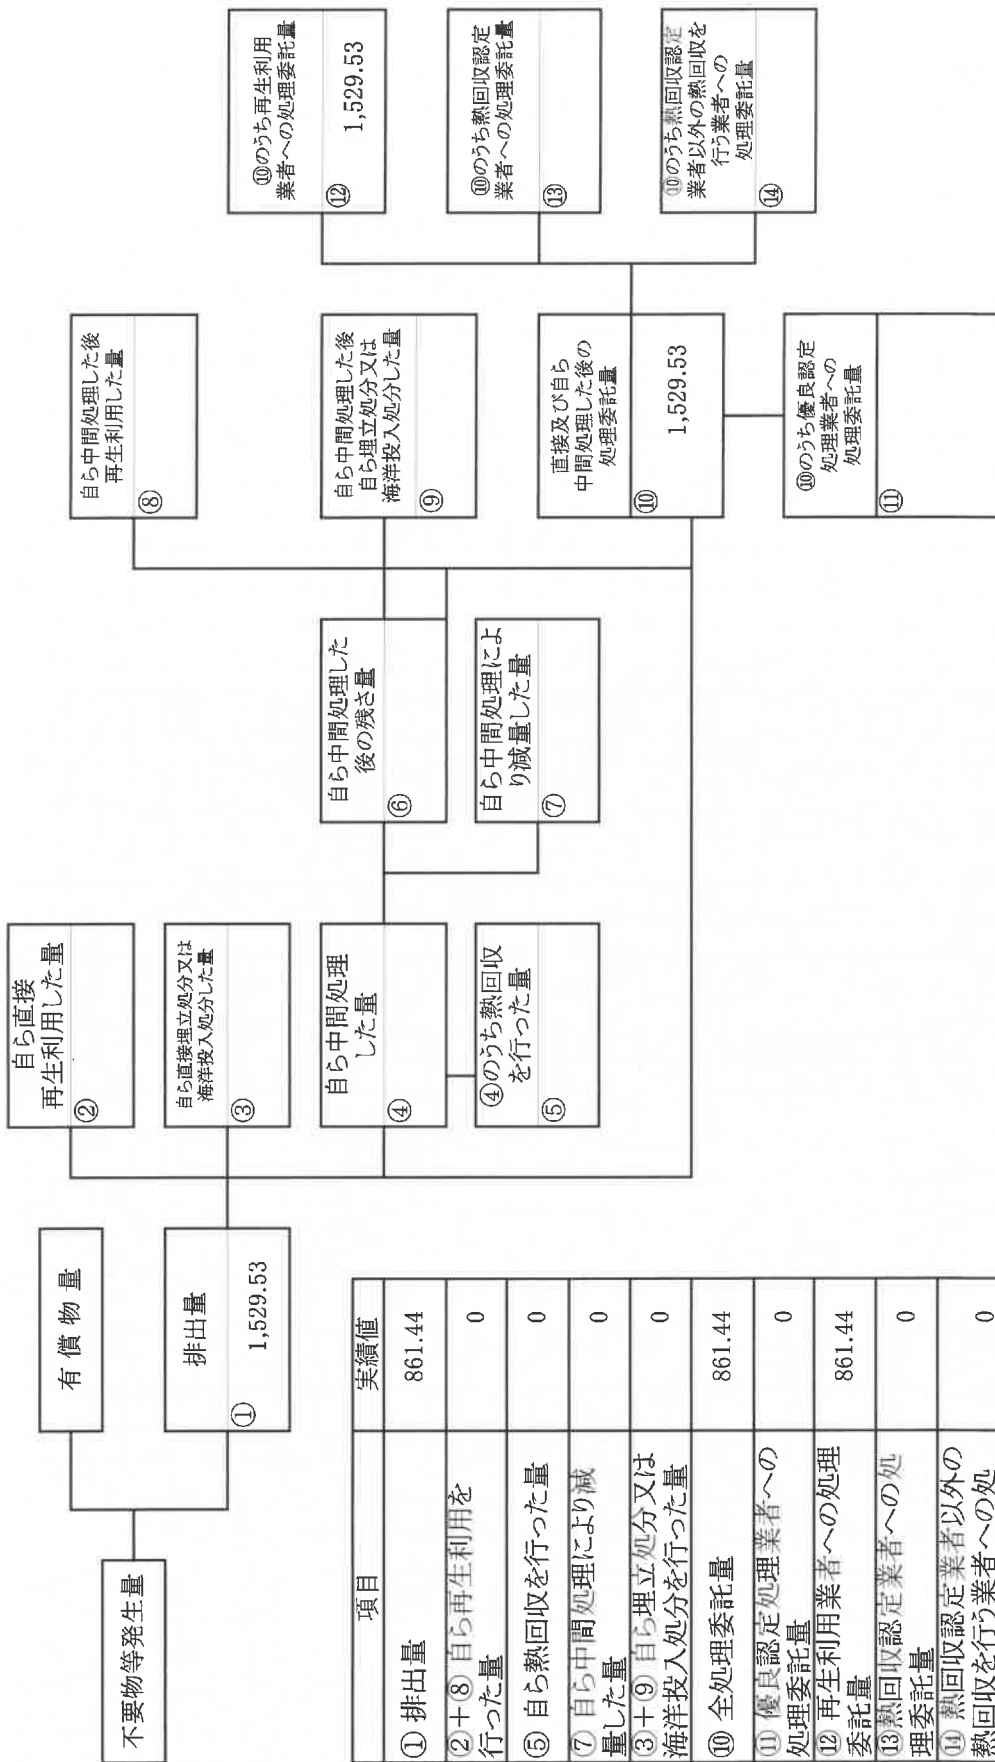 不要物等発生量
有償物量
排出量
①
1,529.53
自ら直接
再生利用した量
②
自ら直接埋立処分又は
海洋投入処分した量
③
自ら中間処理
した量
④
④のうち熱回収
を行った量
⑤
自ら中間処理した
後の残さ量
⑥
自ら中間処理によ
り減量した量
⑦
自ら中間処理した後
再生利用した量
⑧
自ら中間処理した後
自ら埋立処分又は
海洋投入処分した量
⑨
直接及び自ら
中間処理した後の
処理委託量
⑩
1,529.53
⑩のうち優良認定
処理業者への
処理委託量
⑪
⑩のうち再生利用
業者への処理委託量
⑫
1,529.53
⑩のうち熱回収認定
業者への処理委託量
⑬
⑩のうち熱回収認定
業者以外の熱回収を
行う業者への
処理委託量
⑭
項目 実績値
①排出量 861.44
②+⑧ 自ら再生利用を
行った量 0
⑤ 自ら熱回収を行った量 0
⑦ 自ら中間処理により減
量した量 0
③+⑨ 自ら埋立処分又は
海洋投入処分を行った量 0
⑩ 全処理委託量 861.44
⑪ 優良認定処理業者への
処理委託量 0
⑫ 再生利用業者への処理
委託量 861.44
⑬熱回収認定業者への処
理委託量 0
⑭ 熱回収認定業者以外の
熱回収を行う業者への処 0